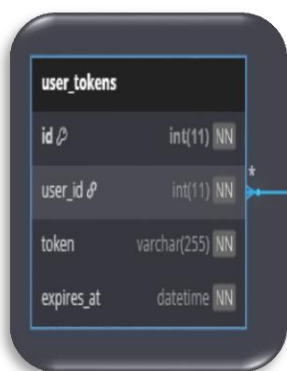 user_tokens
id int(11) NN
user_id int(11) NN
*
token varchar(255) NN
expires_at datetime NN